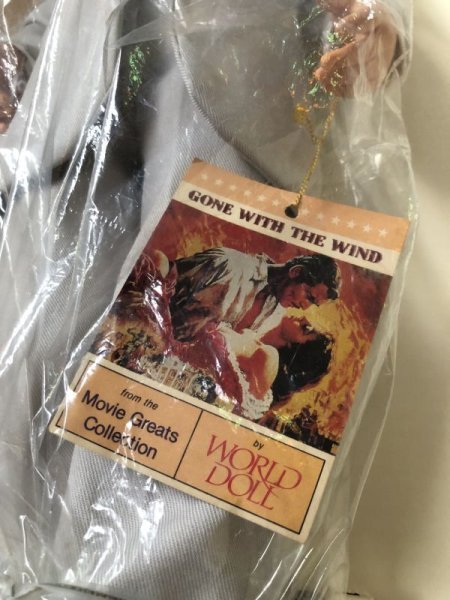 GONE WITH THE WIND
from the
Movie Greats
Collection
by
WORLD
DOLL